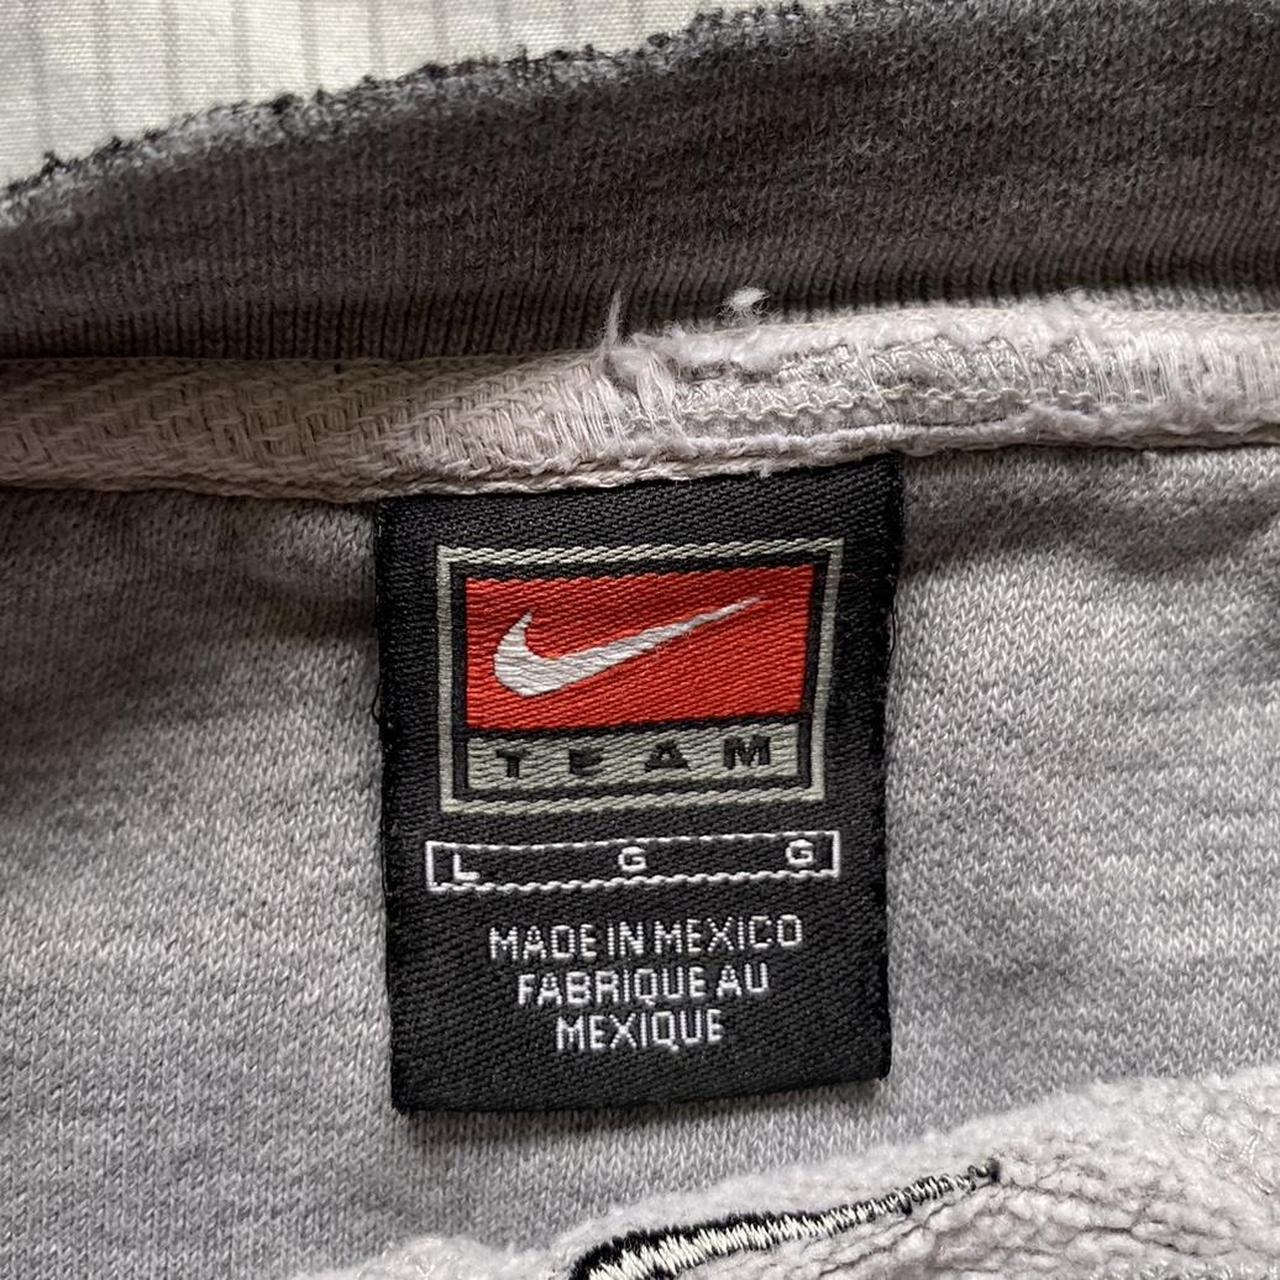 TEAM
L G G
MADE IN MEXICO
FABRIQUE AU
MEXIQUE